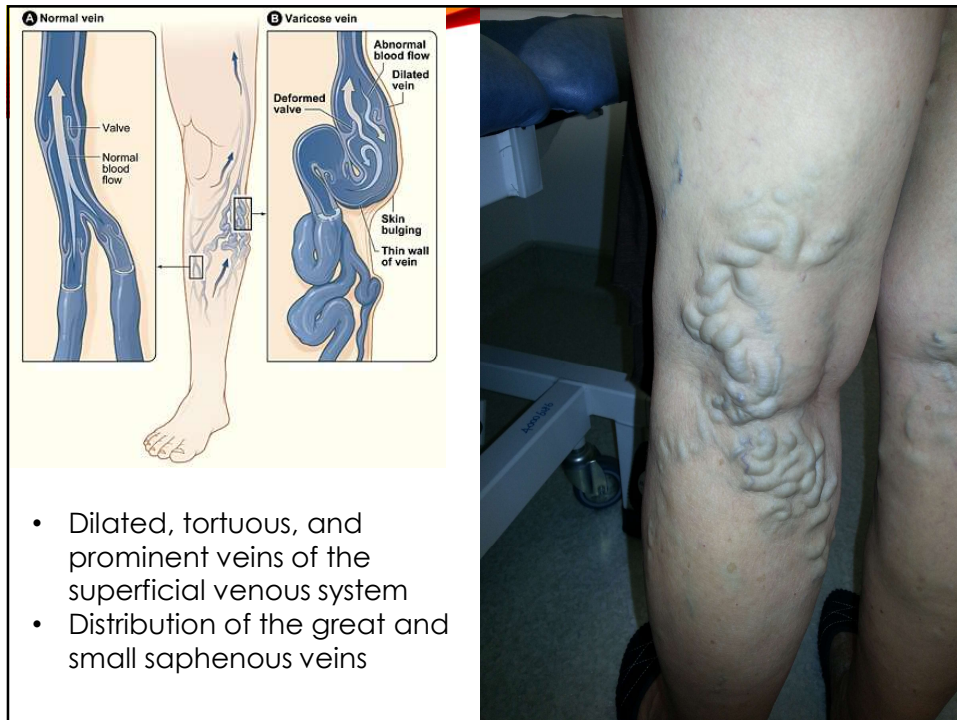 A Normal vein
Valve
Normal
blood
flow
B Varicose vein
Abnormal
blood flow
Dilated
vein
Deformed
valve
Skin
bulging
Thin wall
of vein
• Dilated, tortuous, and
prominent veins of the
superficial venous system
• Distribution of the great and
small saphenous veins